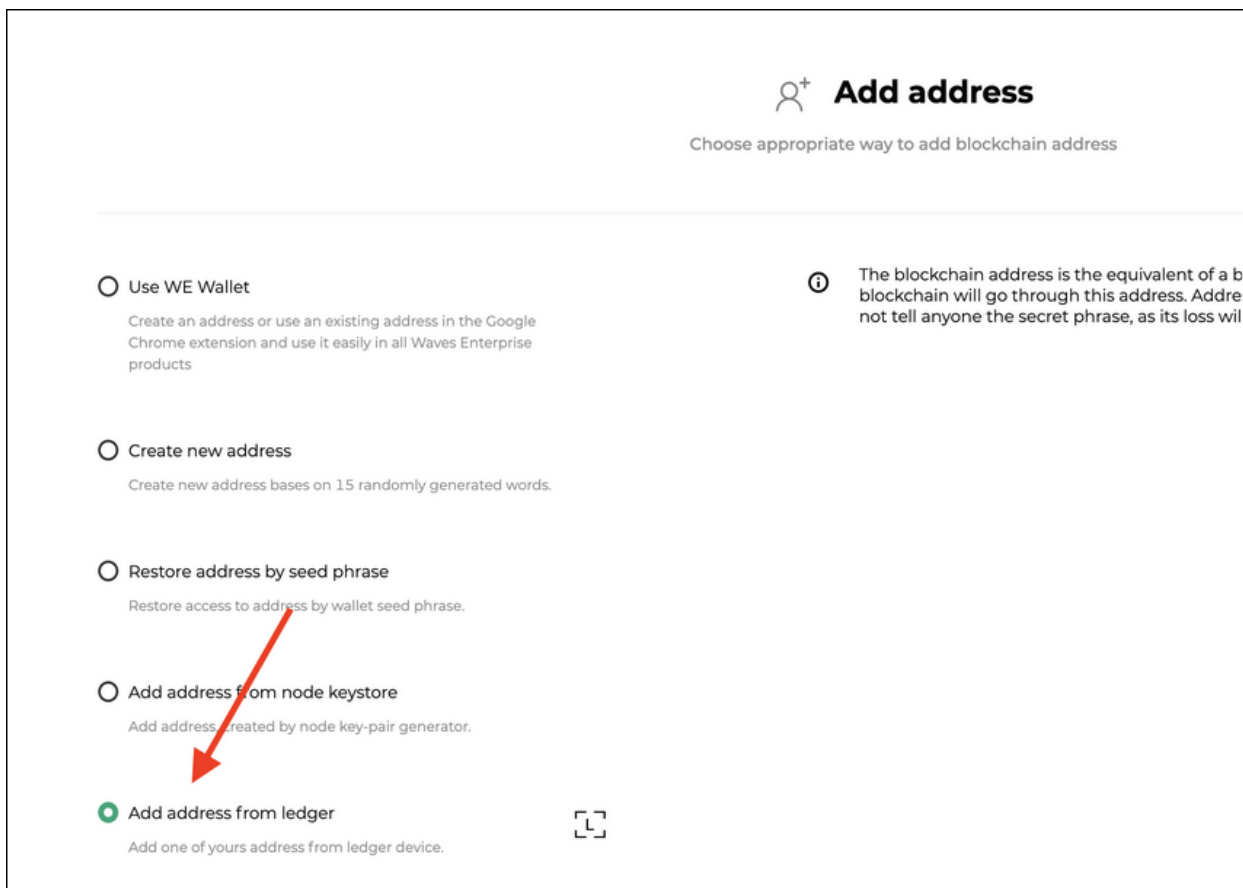 Add address
Choose appropriate way to add blockchain address
Use WE Wallet
Create an address or use an existing address in the Google
Chrome extension and use it easily in all Waves Enterprise
products
The blockchain address is the equivalent of a
blockchain will go through this address.
not tell anyone the secret phrase, as its loss
Create new address
Create new address bases on 15 randomly generated words.
Restore address by seed phrase
Restore access to address by wallet seed phrase.
Add address from node keystore
Add address, created by node key-pair generator.
Add address from ledger
L
Add one of yours address from ledger device.